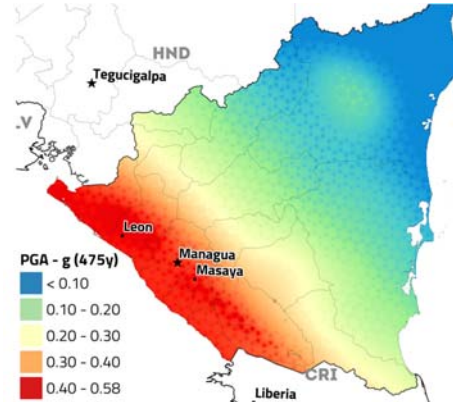 HND
Tegucigalpa
LV
Leon
Managua
Masaya
PGA - g (475y)
< 0.10
0.10 - 0.20
0.20 - 0.30
0.30 - 0.40
0.40 - 0.58
CRI
Liberia